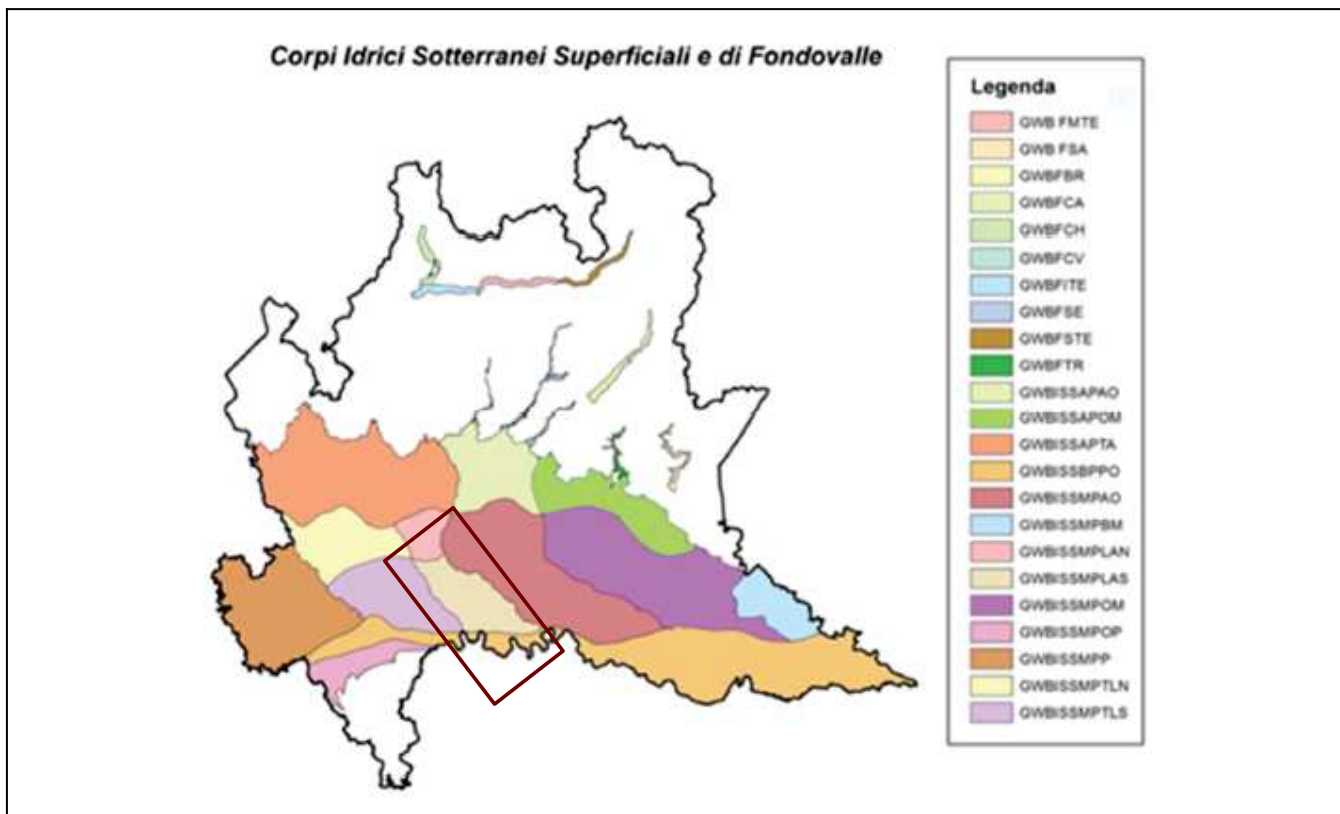 Corpi Idrici Sotterranei Superficiali e di Fondovalle
Legenda
GWB FMTE
GWB FSA
GWBFBR
GWBFCA
GWBFCH
GWBFCV
GWBFITE
GWBFSE
GWBFSTE
GWBFTR
GWBISSAPAO
GWBISSAPOM
GWBISSAPTA
GWBISSBPPO
GWBISSMPAO
GWBISSMPBM
GWBISSMPLAN
GWBISSMPLAS
GWBISSMPOM
GWBISSMPOP
GWBISSMPP
GWBISSMPTLN
GWBISSMPTLS